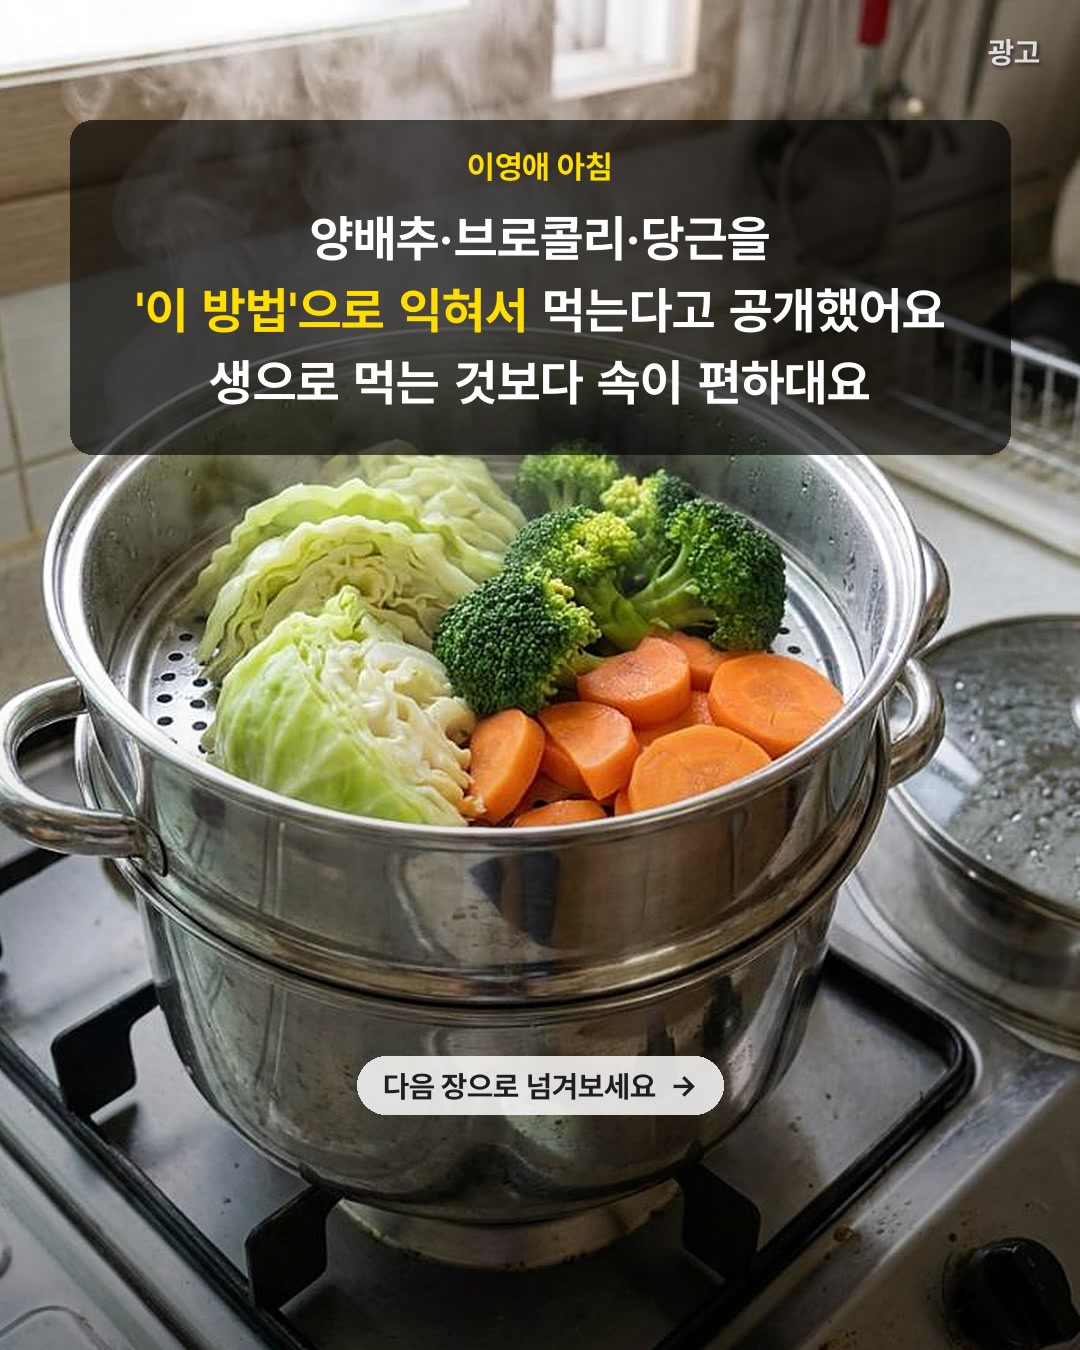 광고
이영애 아침
양배추·브로콜리·당근을
'이 방법'으로 익혀서 먹는다고 공개했어요
생으로 먹는 것보다 속이 편하대요
다음 장으로 넘겨보세요 →